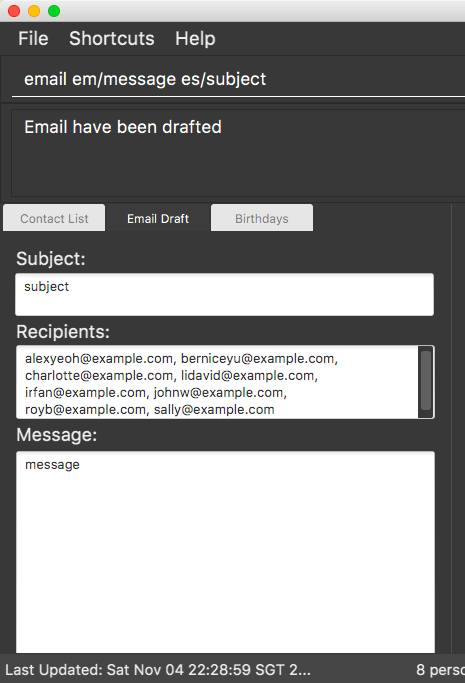 File Shortcuts Help
email em/message es/subject
Email have been drafted
Contact List Email Draft Birthdays
Subject:
subject
Recipients:
alexyeoh@example.com, berniceyu@example.com,
charlotte@example.com, lidavid@example.com,
irfan@example.com, johnw@example.com,
royb@example.com, sally@example.com
Message:
message
Last Updated: Sat Nov 04 22:28:59 SGT 2... 8 perso